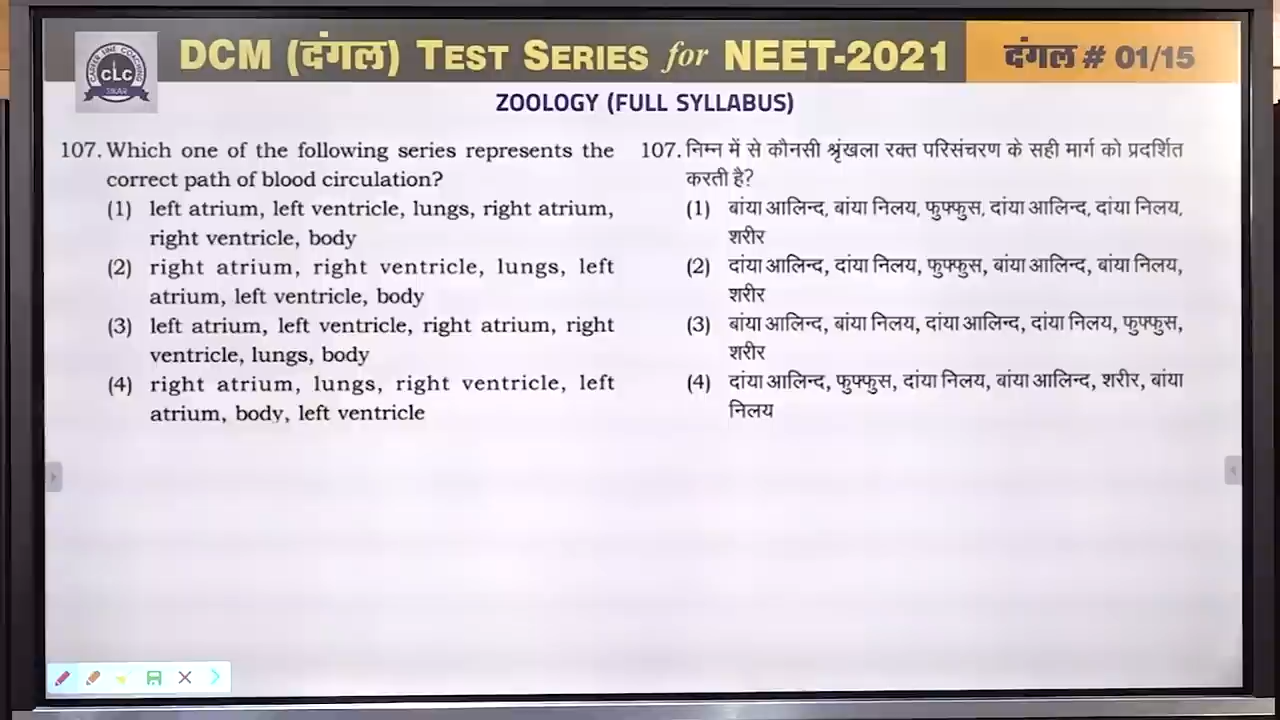 DCM (दंगल) TEST SERIES for NEET-2021
दंगल # 01/15
CLC
SIKAR
ZOOLOGY (FULL SYLLABUS)
107. Which one of the following series represents the
correct path of blood circulation?
(1) left atrium, left ventricle, lungs, right atrium,
right ventricle, body
(2) right atrium, right ventricle, lungs, left
atrium, left ventricle, body
(3) left atrium, left ventricle, right atrium, right
ventricle, lungs, body
(4) right atrium, lungs, right ventricle, left
atrium, body, left ventricle
107. निम्न में से कौनसी श्रृंखला रक्त परिसंचरण के सही मार्ग को प्रदर्शित
करती है?
(1) बांया आलिन्द, बांया निलय, फुफ्फुस, दांया आलिन्द, दांया निलय,
शरीर
(2) दांया आलिन्द, दांया निलय, फुफ्फुस, बांया आलिन्द, बांया निलय,
शरीर
(3) बांया आलिन्द, बांया निलय, दांया आलिन्द, दांया निलय, फुफ्फुस,
शरीर
(4) दांया आलिन्द, फुफ्फुस, दांया निलय, बांया आलिन्द, शरीर, बांया
निलय